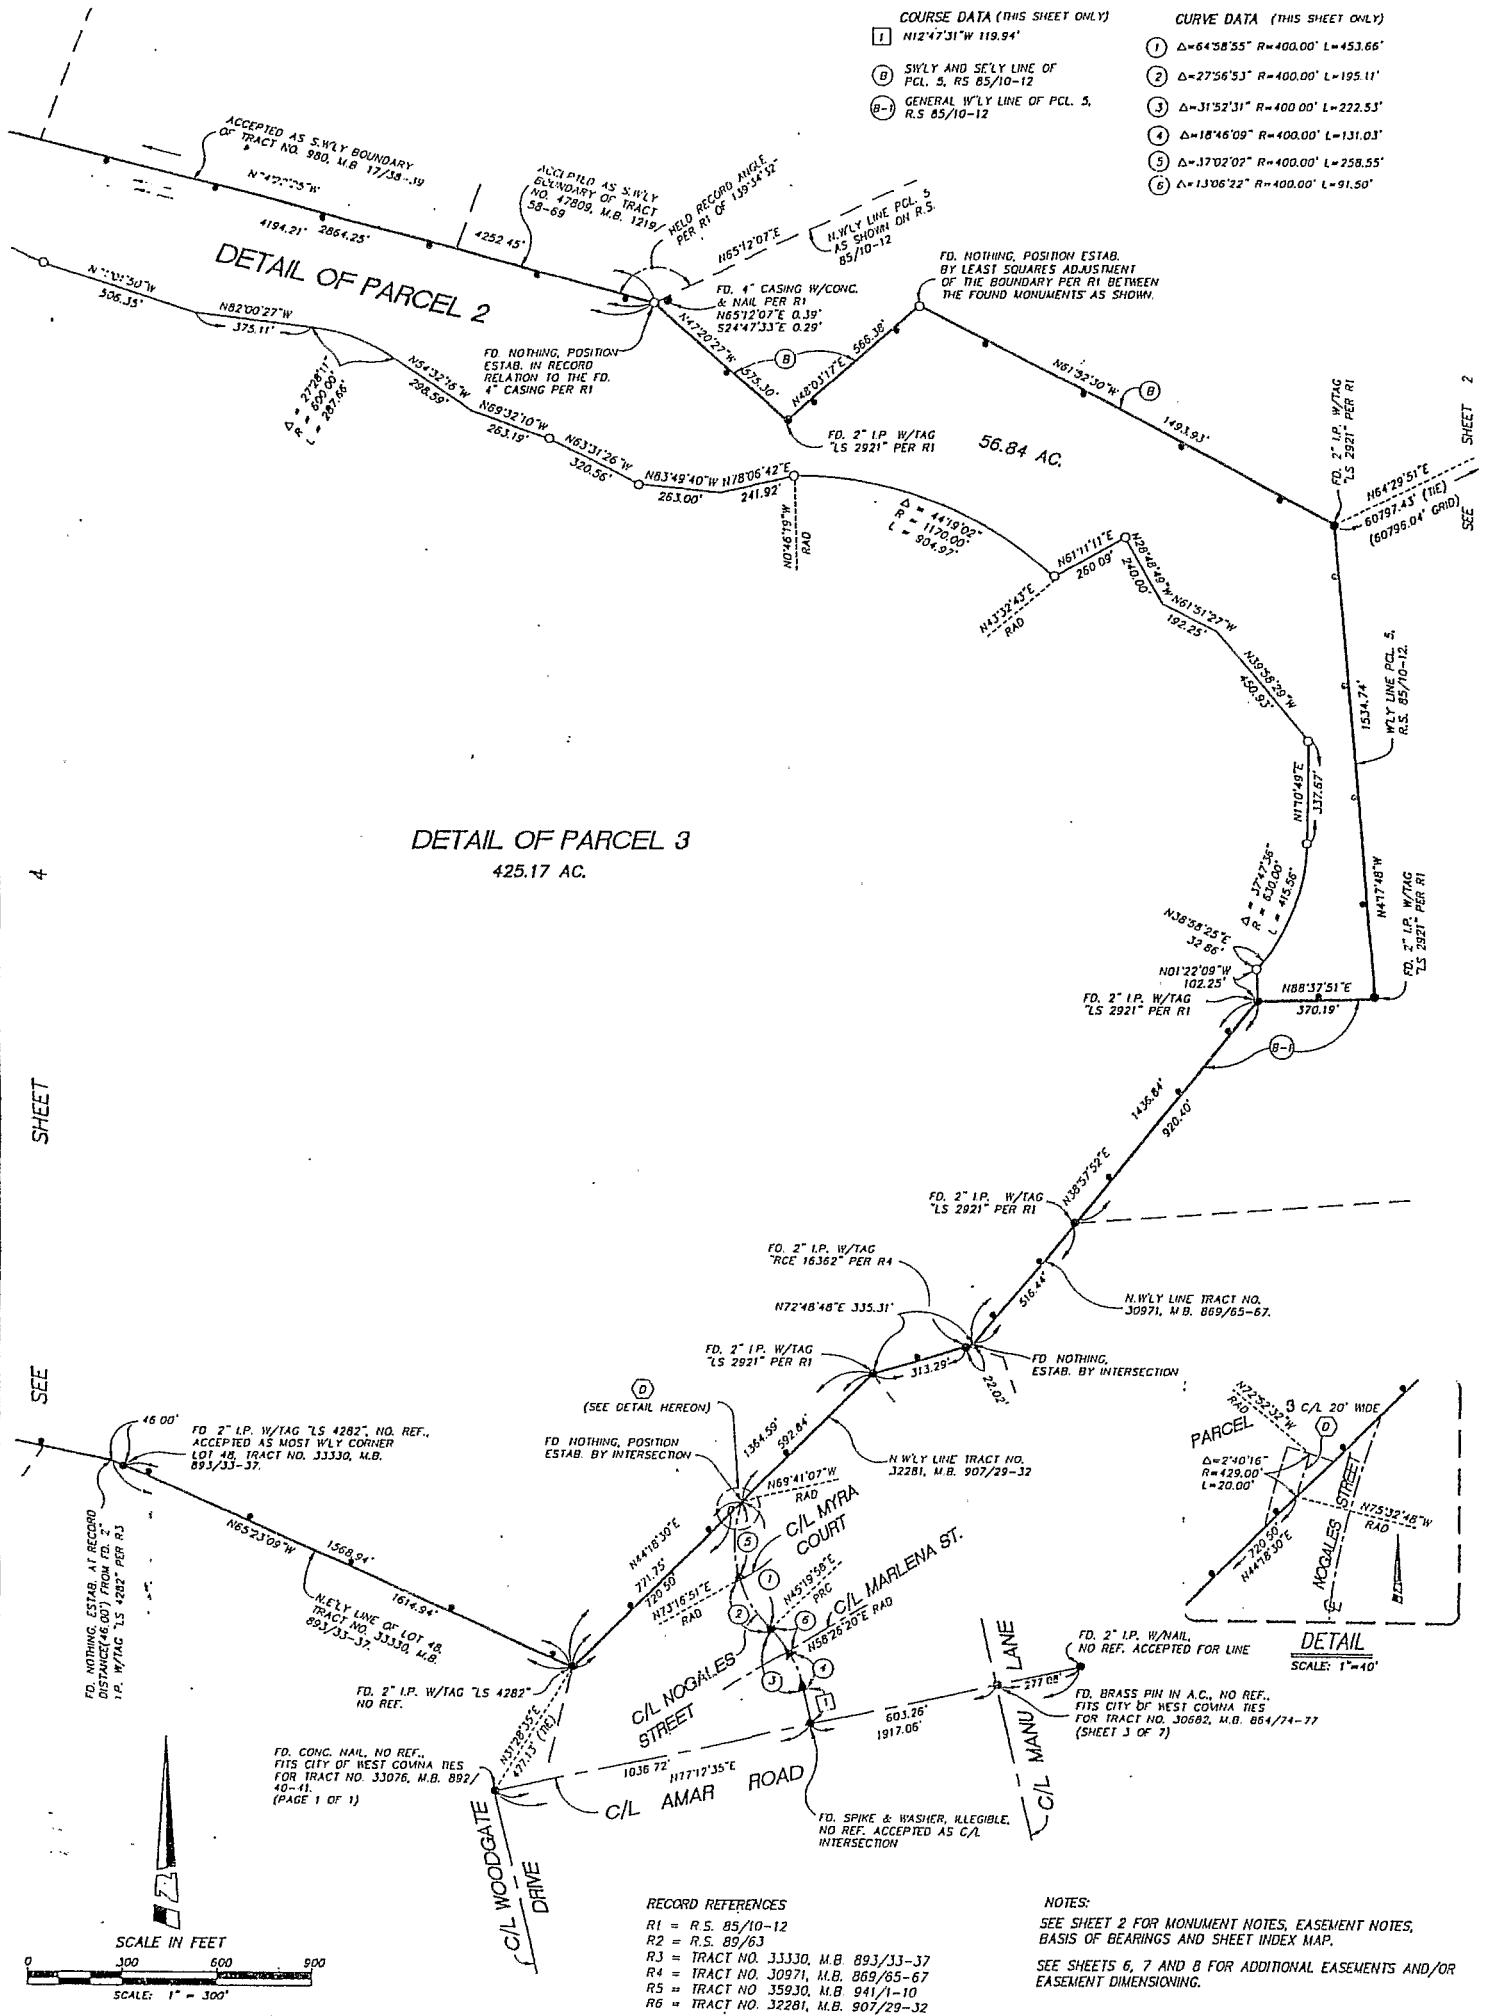 COURSE DATA (THIS SHEET ONLY)
1 N12°47'31"W 119.94'
B SW'LY AND SE'LY LINE OF
PCL. 5, RS 85/10-12
B-1 GENERAL W'LY LINE OF PCL. 5,
R.S 85/10-12
CURVE DATA (THIS SHEET ONLY)
1 Δ=64°58'55" R=400.00' L=453.66'
2 Δ=27°56'53" R=400.00' L=195.11'
3 Δ=31°52'31" R=400.00' L=222.53'
4 Δ=18°46'09" R=400.00' L=131.03'
5 Δ=37°02'02" R=400.00' L=258.55'
6 Δ=13°06'22" R=400.00' L=91.50'
ACCEPTED AS S.W'LY BOUNDARY
OF TRACT NO. 980, M.B 17/38-39
4194.21' 2864.25'
4252.45'
ACCEPTED AS S.W'LY
BOUNDARY OF TRACT
NO. 47809, M.B. 1219/
58-69
HELD RECORD ANGLE
PER R1 OF 139°54'52"
N65°12'07"E
N.W'LY LINE PCL. 5
AS SHOWN ON R.S.
85/10-12
DETAIL OF PARCEL 2
506.35'
N82°00'27"W
375.11'
Δ = 27°28'11"
R = 600.00'
L = 287.66'
N54°32'16"W
298.59'
N69°32'10"W
263.19'
N63°31'26"W
320.56'
N83°49'40"W
263.00'
N78°06'42"E
241.92'
N0°46'19"W
RAD
FD. NOTHING, POSITION
ESTAB. IN RECORD
RELATION TO THE FD.
4" CASING PER R1
FD. 4" CASING W/CONC.
& NAIL PER R1
N65°12'07"E 0.39'
S24°47'33"E 0.29'
N47°20'27"W
575.30'
B
N48°03'17"E
566.38'
FD. 2" I.P. W/TAG
"LS 2921" PER R1
FD. NOTHING, POSITION ESTAB.
BY LEAST SQUARES ADJUSTMENT
OF THE BOUNDARY PER R1 BETWEEN
THE FOUND MONUMENTS AS SHOWN.
N61°52'30"W
B
1493.93'
56.84 AC.
FD. 2" I.P. W/TAG
"LS 2921" PER R1
N64°29'51"E
60797.43' (TIE)
(60796.04' GRID)
SEE SHEET 2
Δ = 44°19'02"
R = 1170.00'
L = 904.97'
N43°32'43"E
RAD
N61°11'11"E
260.09'
N28°48'49"W
240.00'
N61°51'27"W
192.25'
N39°58'29"W
450.93'
1534.74'
W'LY LINE PCL. 5,
R.S. 85/10-12.
N1°10'49"E
337.67'
N4°17'48"W
DETAIL OF PARCEL 3
425.17 AC.
SEE SHEET 4
Δ = 37°47'36"
R = 630.00'
L = 415.56'
N38°58'25"E
32.86'
N01°22'09"W
102.25'
FD. 2" I.P. W/TAG
"LS 2921" PER R1
N88°37'51"E
370.19'
FD. 2" I.P. W/TAG
"LS 2921" PER R1
B-1
1436.84'
920.40'
N38°57'52"E
FD. 2" I.P. W/TAG
"LS 2921" PER R1
FD. 2" I.P. W/TAG
"RCE 16362" PER R4
516.44'
N.W'LY LINE TRACT NO.
30971, M.B. 869/65-67.
N72°48'48"E 335.31'
FD. 2" I.P. W/TAG
"LS 2921" PER R1
313.29'
22.02'
FD NOTHING,
ESTAB. BY INTERSECTION
D
(SEE DETAIL HEREON)
FD NOTHING, POSITION
ESTAB. BY INTERSECTION
1364.59'
592.84'
N.W'LY LINE TRACT NO.
32281, M.B. 907/29-32
46.00'
FD 2" I.P. W/TAG "LS 4282", NO. REF.,
ACCEPTED AS MOST WLY CORNER
LOT 48, TRACT NO. 33330, M.B.
893/33-37.
FD. NOTHING, ESTAB. AT RECORD
DISTANCE(46.00') FROM FD. 2"
I.P. W/TAG "LS 4282" PER R3
N65°23'09"W
1568.94'
1614.94'
N.E'LY LINE OF LOT 48,
TRACT NO. 33330, M.B.
893/33-37.
FD. 2" I.P. W/TAG "LS 4282"
NO REF.
N44°18'30"E
771.75'
720.50'
N69°41'07"W
RAD
C/L MYRA
COURT
5
1
N73°16'51"E
RAD
2
N45°19'58"E
PRC
6
C/L MARLENA ST.
N58°26'20"E RAD
3
4
1
C/L NOGALES
STREET
PARCEL 3
N72°52'32"W
RAD
C/L 20' WIDE
D
Δ=2°40'16"
R=429.00'
L=20.00'
N75°32'48"W
RAD
720.50'
N44°18'30"E
NOGALES STREET
DETAIL
SCALE: 1"=40'
FD. 2" I.P. W/NAIL,
NO REF. ACCEPTED FOR LINE
277.08'
FD. BRASS PIN IN A.C., NO REF.,
FITS CITY OF WEST COVINA TIES
FOR TRACT NO. 30682, M.B. 864/74-77
(SHEET 3 OF 7)
C/L MANU LANE
603.26'
1917.06'
1036.72'
N77°12'35"E
C/L AMAR ROAD
N31°28'35"E
477.13' (TIE)
FD. CONC. NAIL, NO REF.,
FITS CITY OF WEST COVINA TIES
FOR TRACT NO. 33076, M.B. 892/
40-41.
(PAGE 1 OF 1)
C/L WOODGATE
DRIVE
FD. SPIKE & WASHER, ILLEGIBLE,
NO REF. ACCEPTED AS C/L
INTERSECTION
SCALE IN FEET
0 300 900
SCALE: 1" = 300'
RECORD REFERENCES
R1 = R.S. 85/10-12
R2 = R.S. 89/63
R3 = TRACT NO. 33330, M.B. 893/33-37
R4 = TRACT NO. 30971, M.B. 869/65-67
R5 = TRACT NO 35930, M.B. 941/1-10
R6 = TRACT NO. 32281, M.B. 907/29-32
NOTES:
SEE SHEET 2 FOR MONUMENT NOTES, EASEMENT NOTES,
BASIS OF BEARINGS AND SHEET INDEX MAP.
SEE SHEETS 6, 7 AND 8 FOR ADDITIONAL EASEMENTS AND/OR
EASEMENT DIMENSIONING.